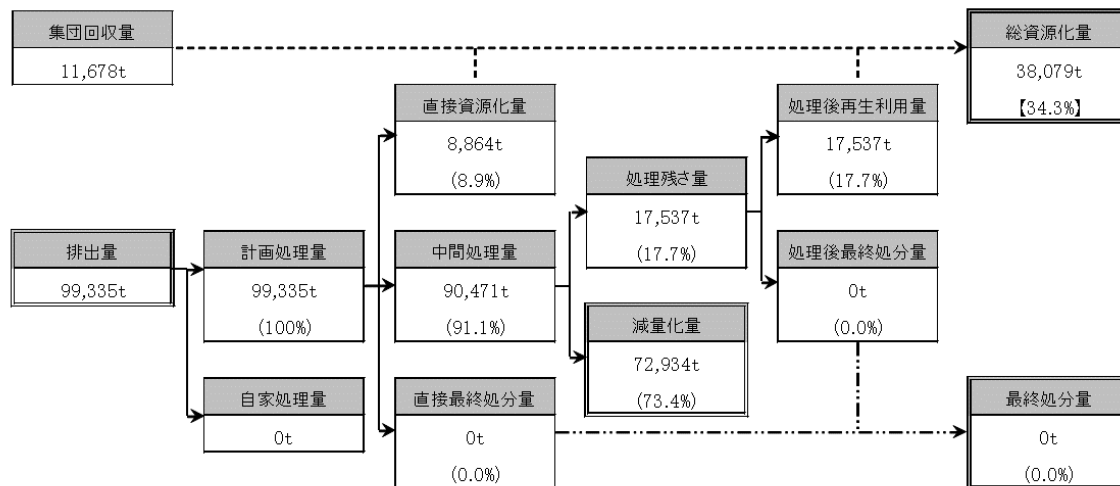 集団回収量
11,678t
総資源化量
38,079t
【34.3%】
直接資源化量
8,864t
(8.9%)
処理後再生利用量
17,537t
(17.7%)
処理残さ量
17,537t
(17.7%)
排出量
99,335t
計画処理量
99,335t
(100%)
中間処理量
90,471t
(91.1%)
処理後最終処分量
0t
(0.0%)
減量化量
72,934t
(73.4%)
自家処理量
0t
直接最終処分量
0t
(0.0%)
最終処分量
0t
(0.0%)